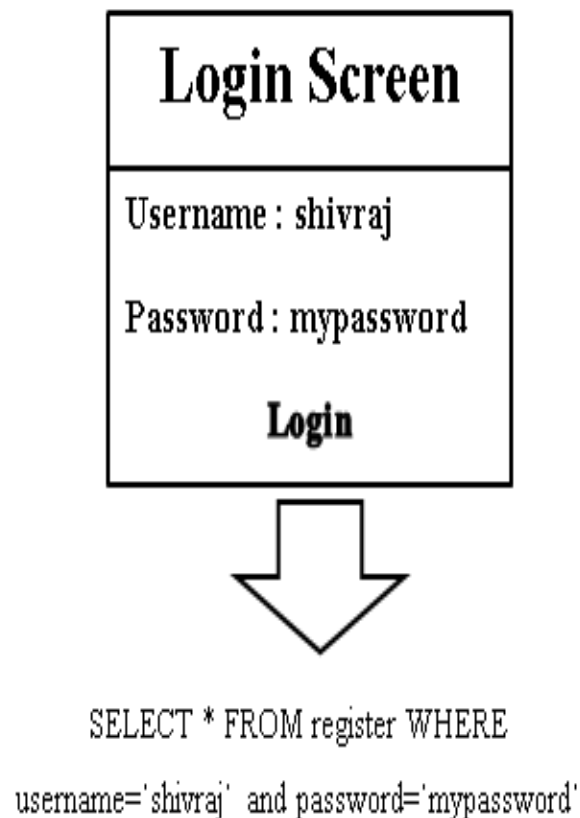 Login Screen
Username : shivraj
Password : mypassword
Login
SELECT * FROM register WHERE
username='shivraj' and password='mypassword'